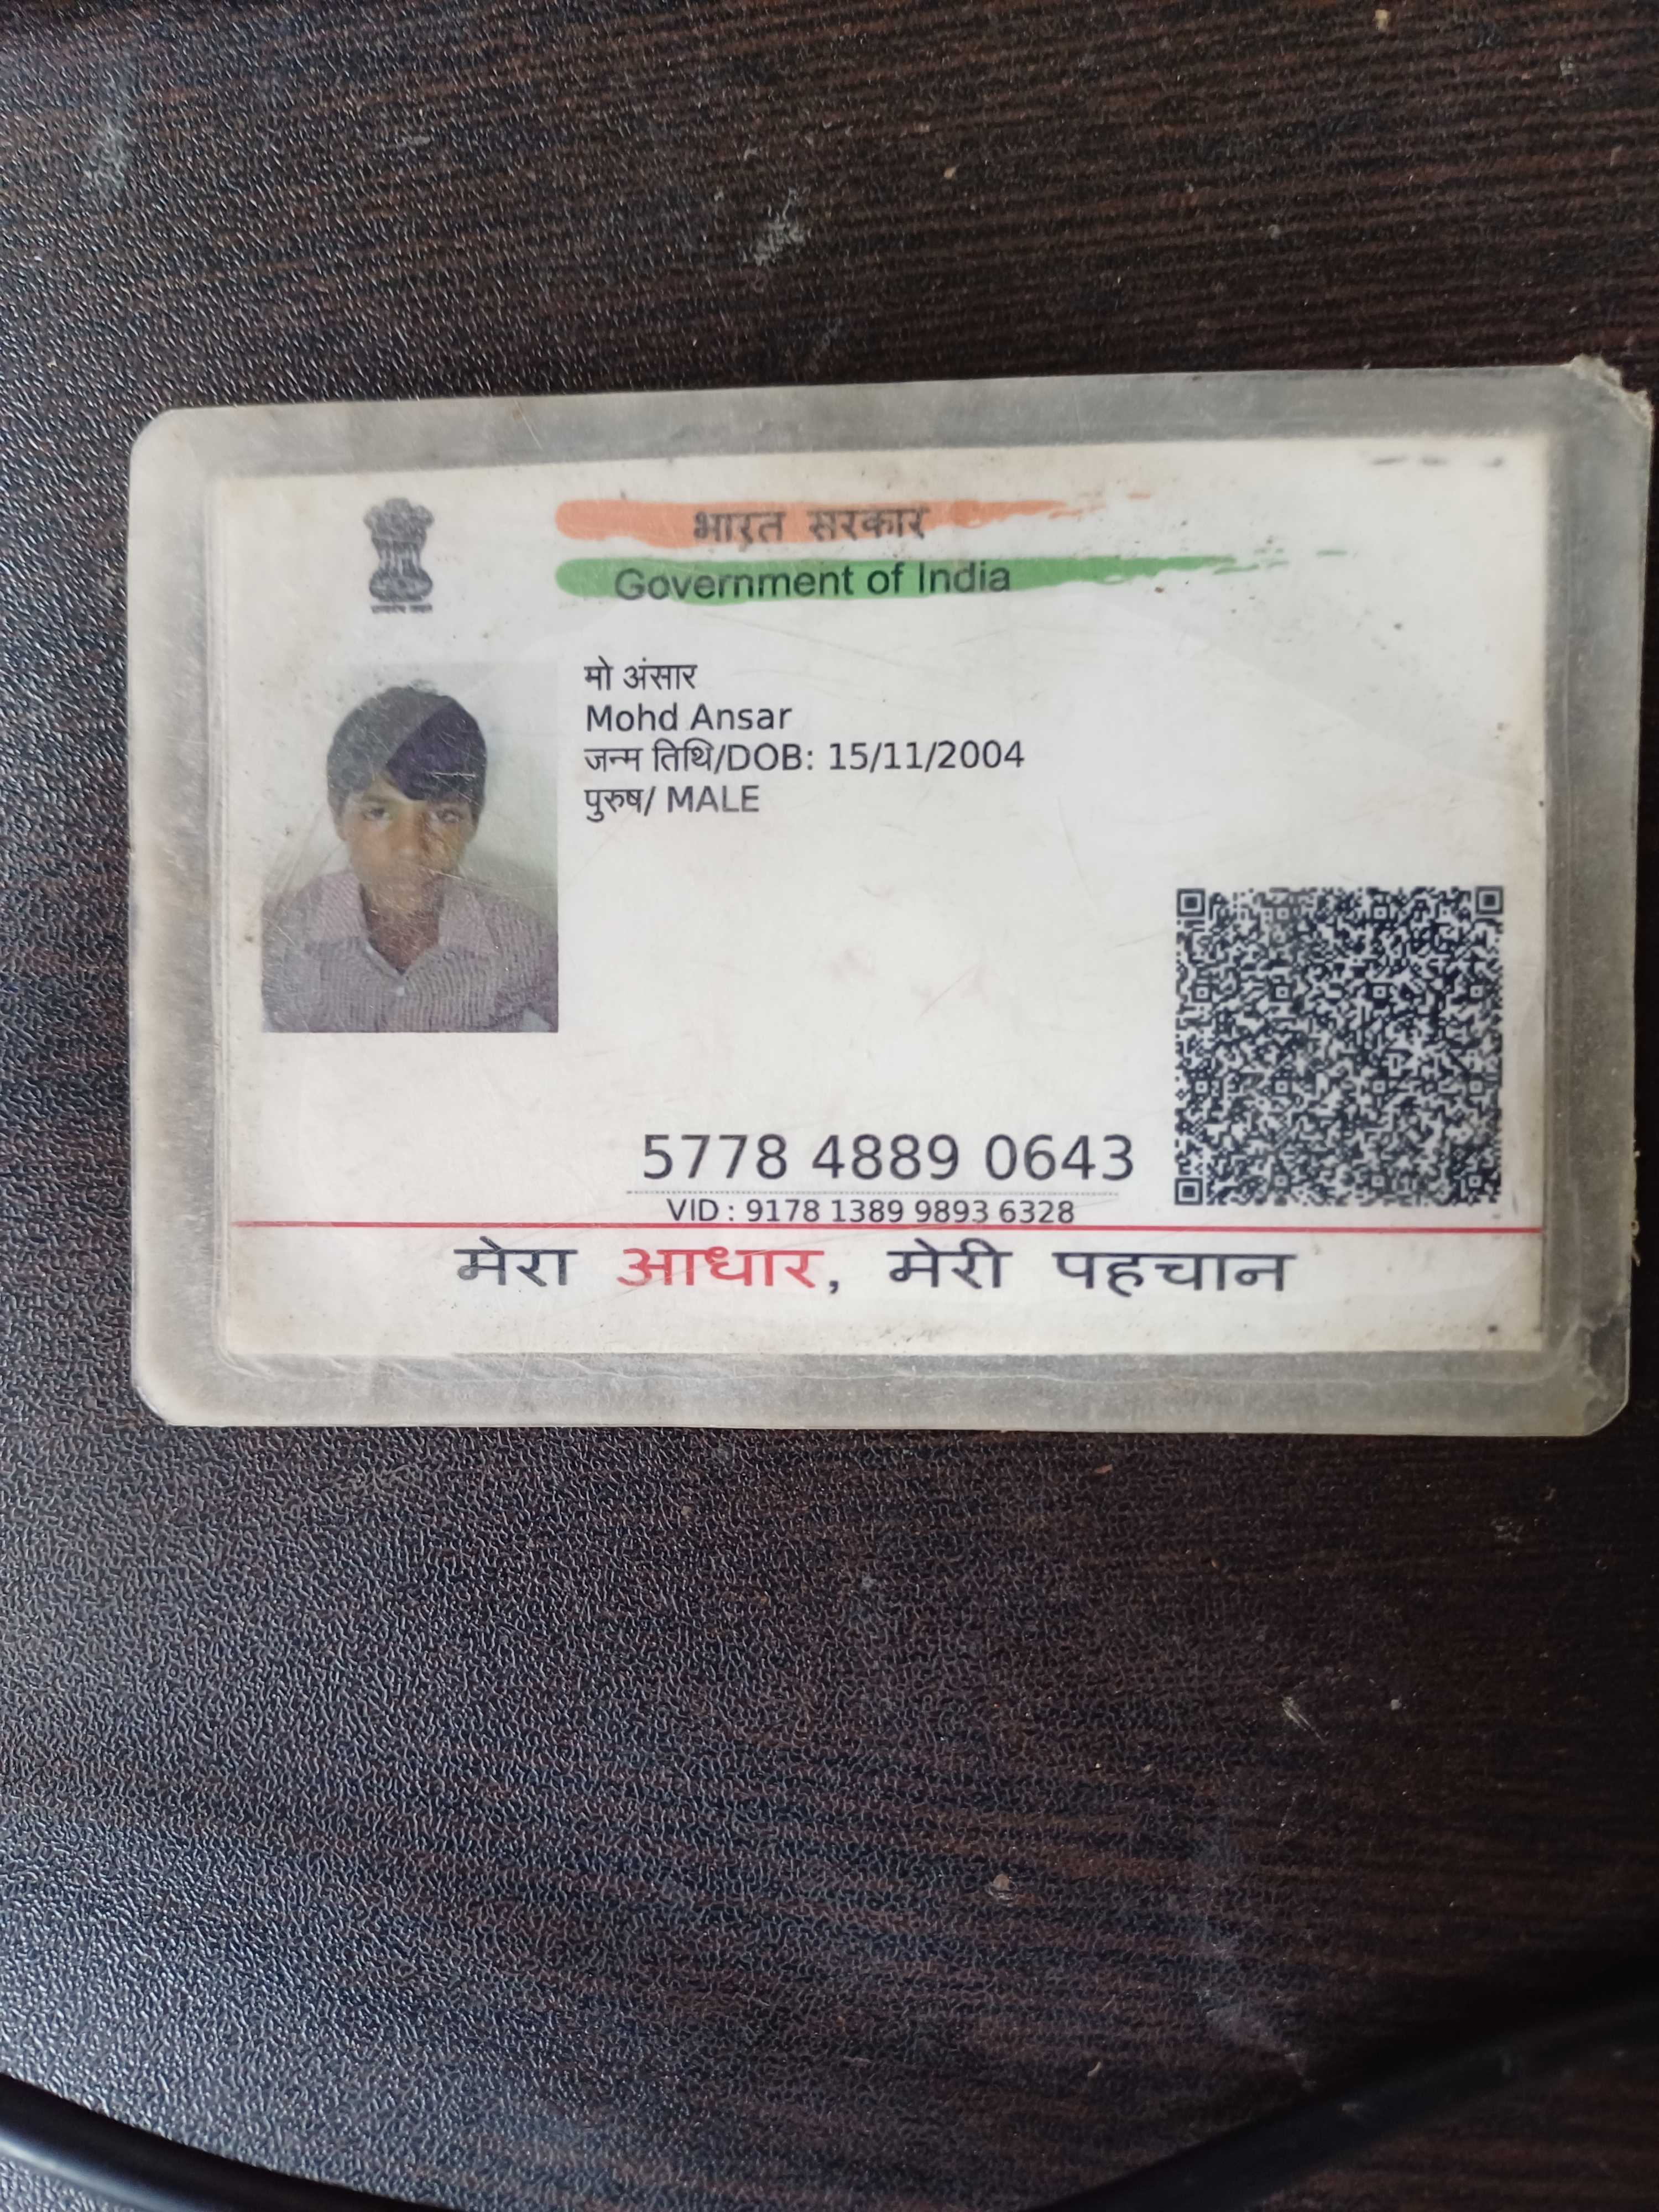 भारत सरकार
Government of India
मो अंसार
Mohd Ansar
जन्म तिथि/DOB: 15/11/2004
पुरुष/ MALE
5778 4889 0643
VID : 9178 1389 9893 6328
मेरा आधार, मेरी पहचान